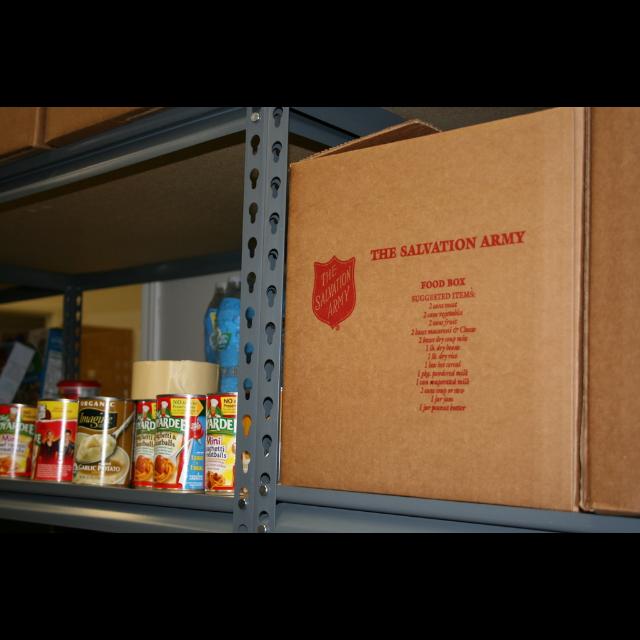 THE SALVATION ARMY
THE
SALVATION
ARMY
FOOD BOX
SUGGESTED ITEMS:
2 cans meat
2 cans vegetables
2 cans fruit
2 boxes macaroni & Cheese
2 boxes dry soup mix
1 lb. dry beans
1 lb. dry rice
1 box hot cereal
1 pkg. powdered milk
1 can evaporated milk
2 cans soup or stew
1 jar jam
1 jar peanut butter
ORGANIC
Imagine
GARLIC POTATO
Mini
spaghetti
meatballs